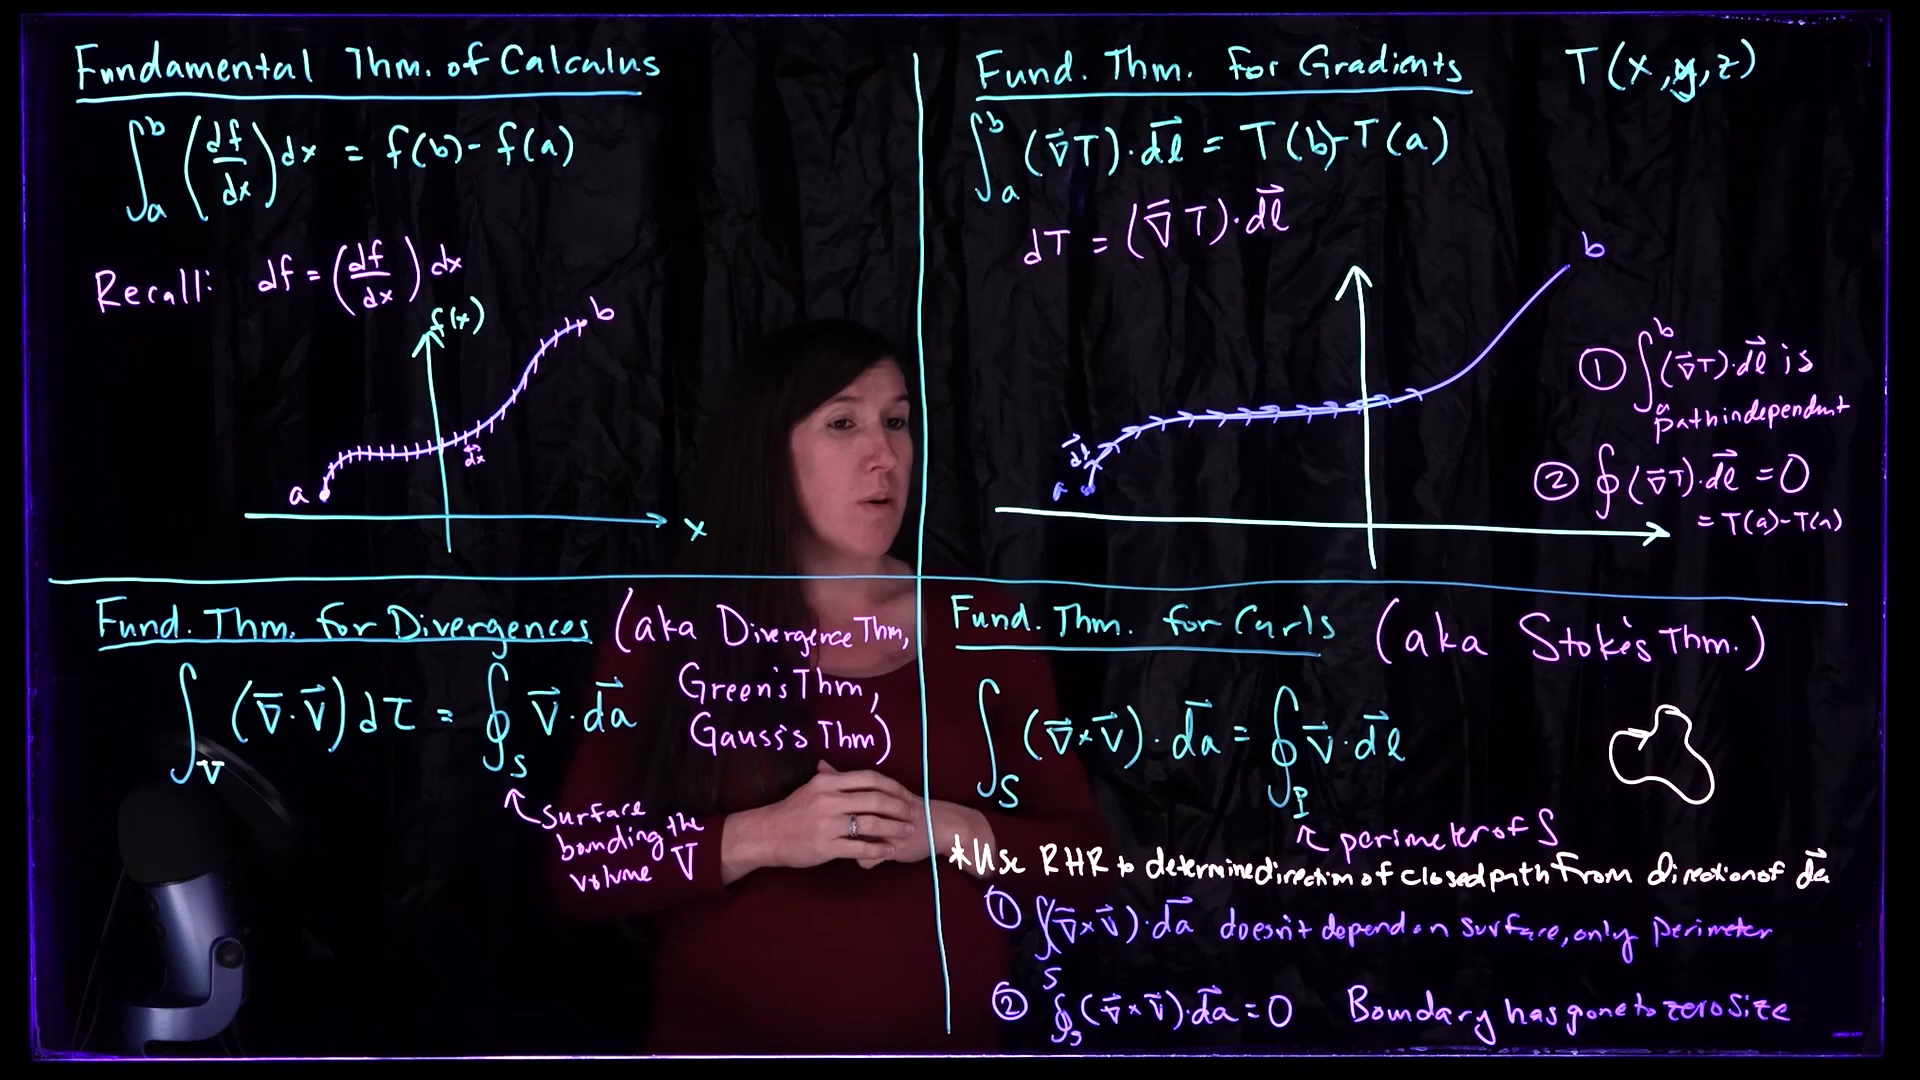 Fundamental Thm. of Calculus
∫_a^b (df/dx) dx = f(b) - f(a)
Recall: df = (df/dx) dx
f(x)
b
dx
a
x
Fund. Thm. for Gradients
T(x,y,z)
∫_a^b (∇⃗T)·dl⃗ = T(b)-T(a)
dT = (∇⃗T)·dl⃗
b
dl⃗
a
① ∫_a^b (∇⃗T)·dl⃗ is
path independent
② ∮(∇⃗T)·dl⃗ = 0
= T(a)-T(a)
Fund. Thm. for Divergences (aka Divergence Thm,
Green's Thm,
Gauss's Thm)
∫_V (∇⃗·V⃗) dτ = ∮_S V⃗·da⃗
surface
bounding the
volume V
Fund. Thm. for Curls (aka Stoke's Thm.)
∫_S (∇⃗×V⃗)·da⃗ = ∮_P V⃗·dl⃗
perimeter of S
*Use RHR to determine direction of closed path from direction of da⃗
① ∫_S (∇⃗×V⃗)·da⃗ doesn't depend on surface, only perimeter
② ∮_S (∇⃗×V⃗)·da⃗ = 0 Boundary has gone to zero size